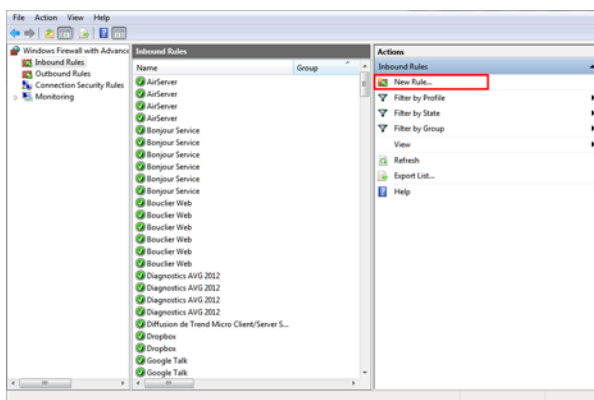 File Action View Help
Windows Firewall with Advance
Inbound Rules
Outbound Rules
Connection Security Rules
Monitoring
Inbound Rules
Name Group
AirServer
AirServer
AirServer
AirServer
Bonjour Service
Bonjour Service
Bonjour Service
Bonjour Service
Bonjour Service
Bonjour Service
Bouclier Web
Bouclier Web
Bouclier Web
Bouclier Web
Bouclier Web
Bouclier Web
Diagnostics AVG 2012
Diagnostics AVG 2012
Diagnostics AVG 2012
Diagnostics AVG 2012
Diffusion de Trend Micro Client/Server S...
Dropbox
Dropbox
Google Talk
Google Talk
Actions
Inbound Rules
New Rule...
Filter by Profile
Filter by State
Filter by Group
View
Refresh
Export List...
Help